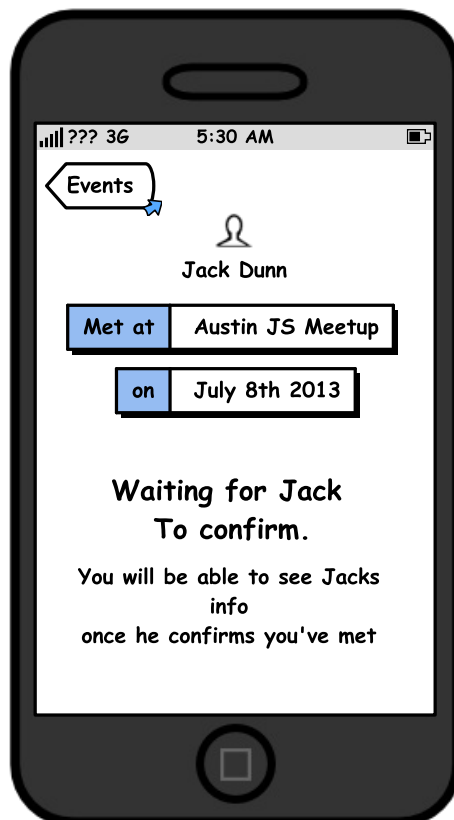 ??? 3G 5:30 AM
Events
Jack Dunn
Met at Austin JS Meetup
on July 8th 2013
Waiting for Jack
To confirm.
You will be able to see Jacks
info
once he confirms you've met